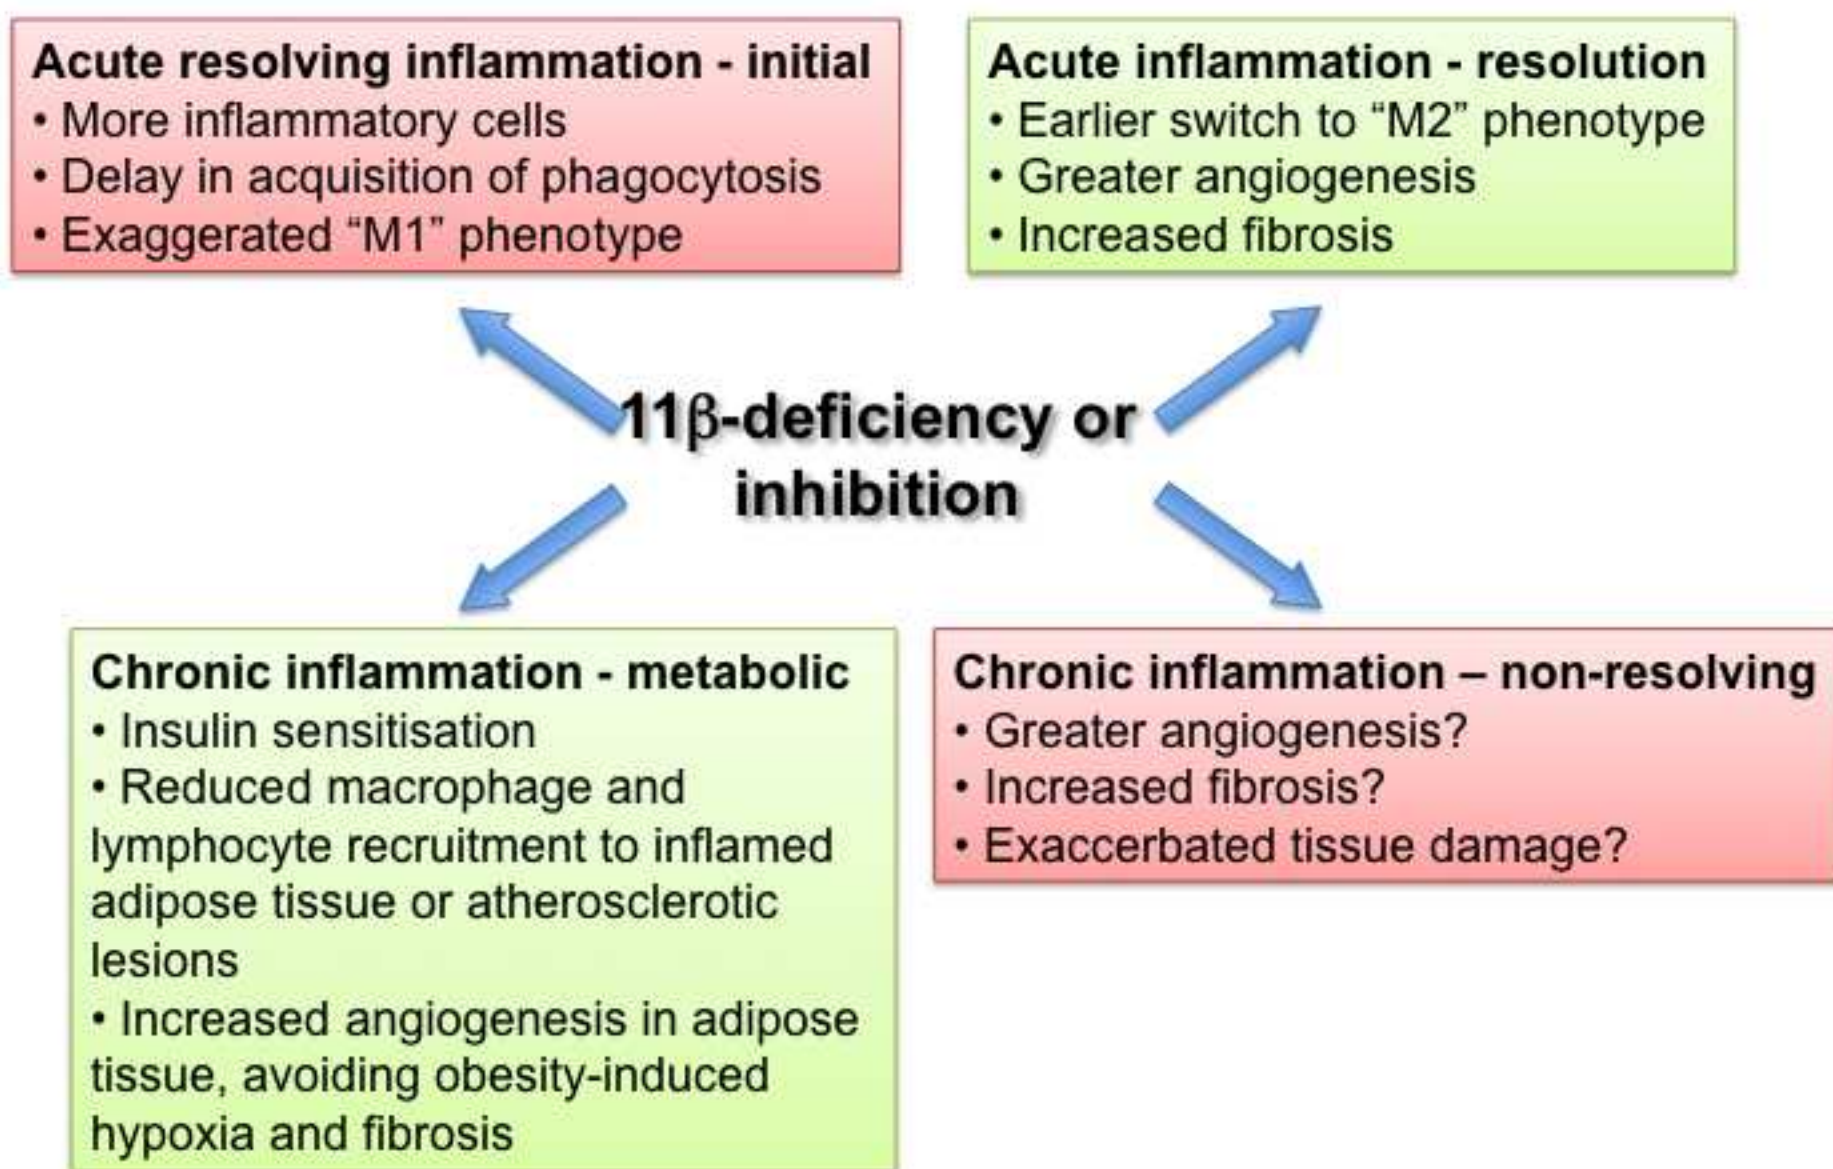 Acute resolving inflammation - initial
• More inflammatory cells
• Delay in acquisition of phagocytosis
• Exaggerated “M1” phenotype
Acute inflammation - resolution
• Earlier switch to “M2” phenotype
• Greater angiogenesis
• Increased fibrosis
11β-deficiency or
inhibition
Chronic inflammation - metabolic
• Insulin sensitisation
• Reduced macrophage and
lymphocyte recruitment to inflamed
adipose tissue or atherosclerotic
lesions
• Increased angiogenesis in adipose
tissue, avoiding obesity-induced
hypoxia and fibrosis
Chronic inflammation – non-resolving
• Greater angiogenesis?
• Increased fibrosis?
• Exaccerbated tissue damage?